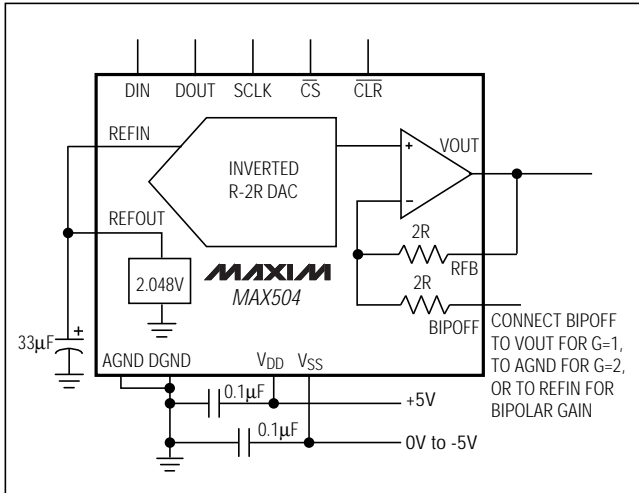 DIN DOUT SCLK C̅S̅ C̅L̅R̅
REFIN
VOUT
+
INVERTED
R-2R DAC
−
REFOUT
2R
RFB
2.048V
MAXIM
MAX504
2R
BIPOFF
CONNECT BIPOFF
TO VOUT FOR G=1,
TO AGND FOR G=2,
OR TO REFIN FOR
BIPOLAR GAIN
+
33µF
AGND DGND VDD VSS
0.1µF
+5V
0.1µF
0V to -5V